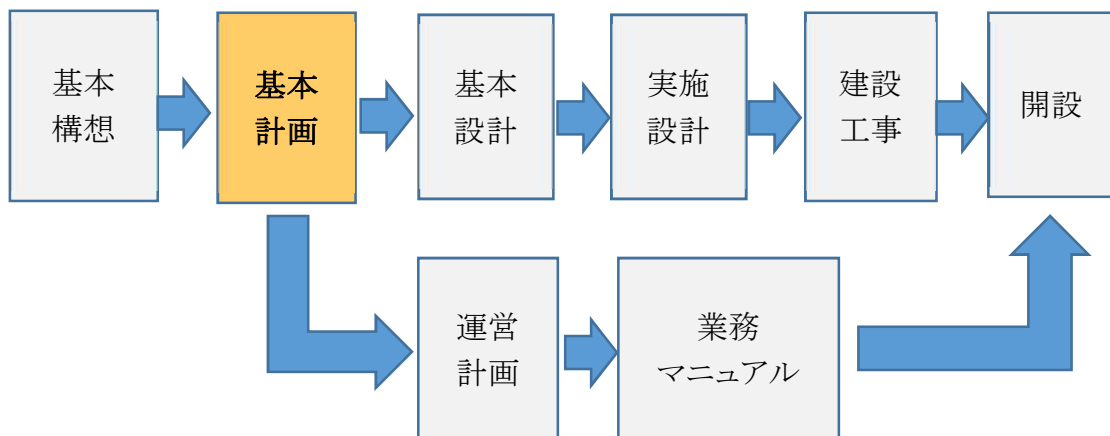 基本
構想
基本
計画
基本
設計
実施
設計
建設
工事
開設
運営
計画
業務
マニュアル